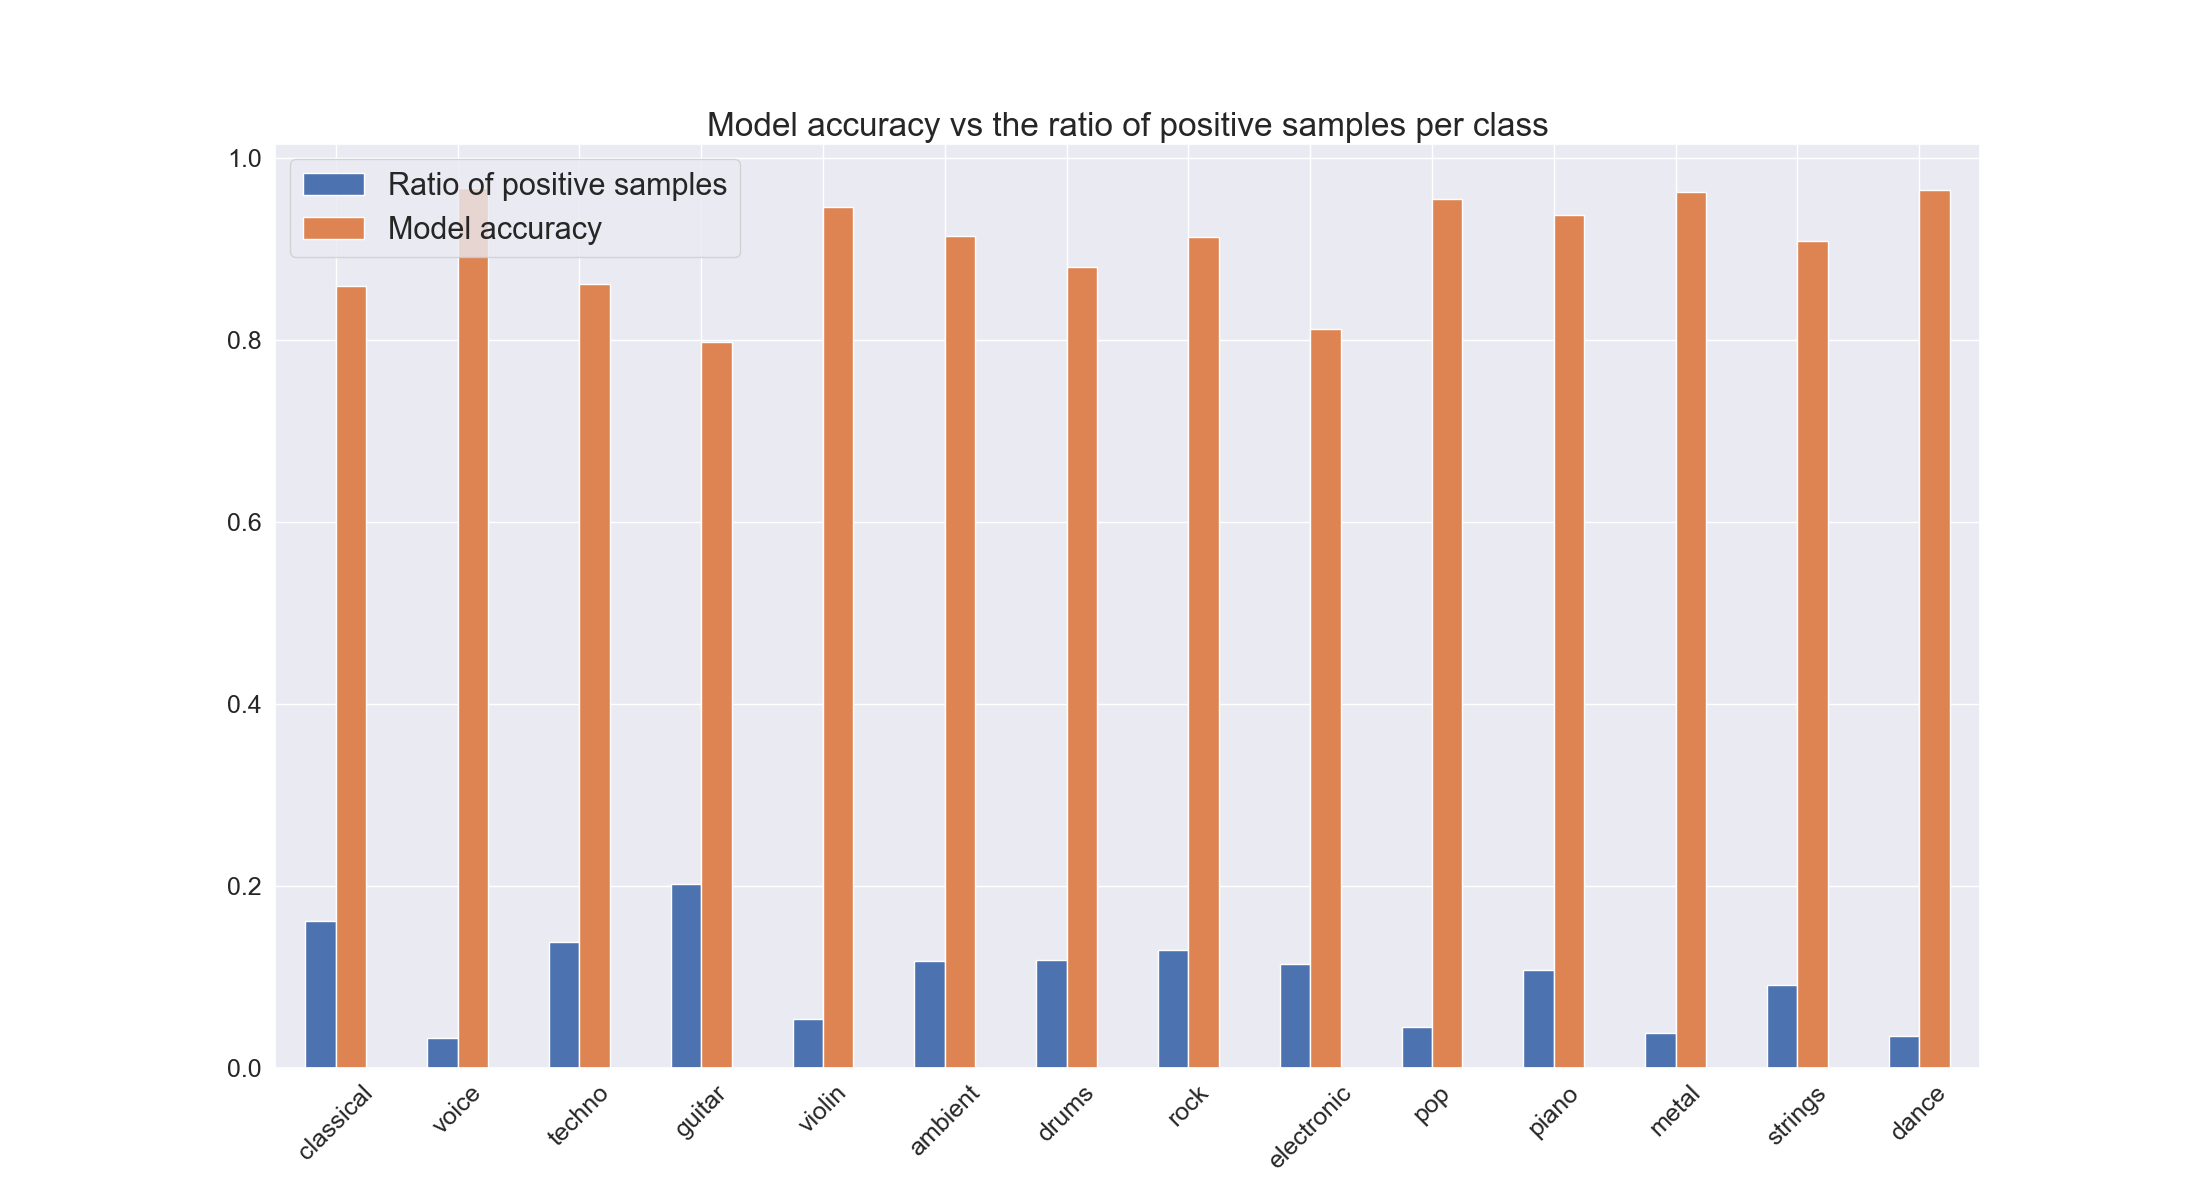 Model accuracy vs the ratio of positive samples per class
Ratio of positive samples
Model accuracy
1.0
0.8
0.6
0.4
0.2
0.0
classical
voice
techno
guitar
violin
ambient
drums
rock
electronic
pop
piano
metal
strings
dance